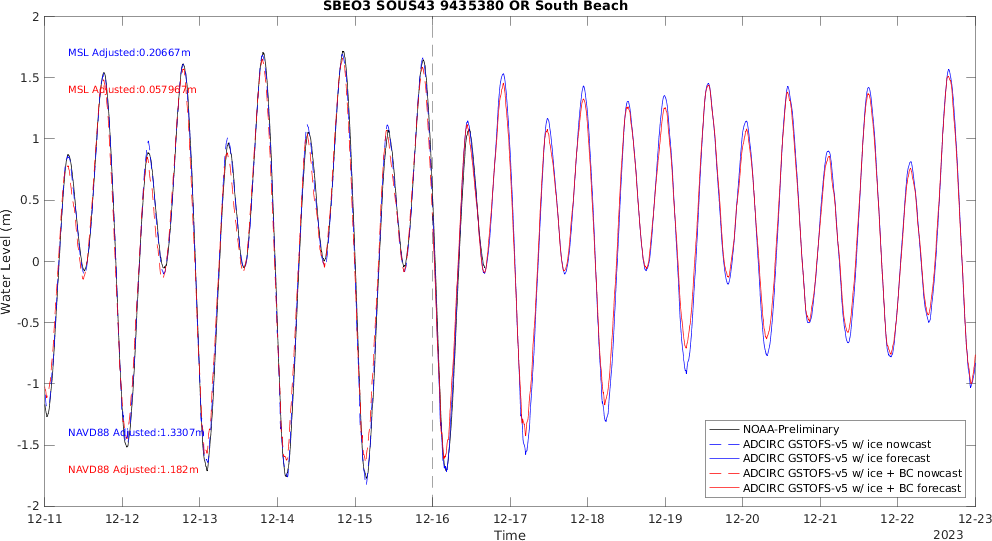 SBEO3 SOUS43 9435380 OR South Beach
MSL Adjusted:0.20667m
MSL Adjusted:0.057967m
NAVD88 Adjusted:1.3307m
NAVD88 Adjusted:1.182m
Water Level (m)
2
1.5
1
0.5
0
-0.5
-1
-1.5
-2
NOAA-Preliminary
ADCIRC GSTOFS-v5 w/ ice nowcast
ADCIRC GSTOFS-v5 w/ ice forecast
ADCIRC GSTOFS-v5 w/ ice + BC nowcast
ADCIRC GSTOFS-v5 w/ ice + BC forecast
12-11 12-12 12-13 12-14 12-15 12-16 12-17 12-18 12-19 12-20 12-21 12-22 12-23
Time
2023